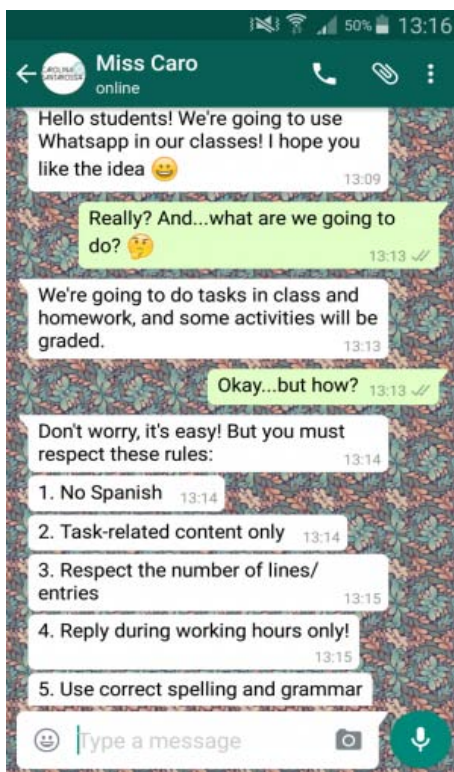 50% 13:16
Miss Caro
online
Hello students! We're going to use
Whatsapp in our classes! I hope you
like the idea 😀
13:09
Really? And...what are we going to
do? 🤔
13:13
We're going to do tasks in class and
homework, and some activities will be
graded.
13:13
Okay...but how? 13:13
Don't worry, it's easy! But you must
respect these rules:
13:14
1. No Spanish 13:14
2. Task-related content only 13:14
3. Respect the number of lines/
entries
13:15
4. Reply during working hours only!
13:15
5. Use correct spelling and grammar
Type a message